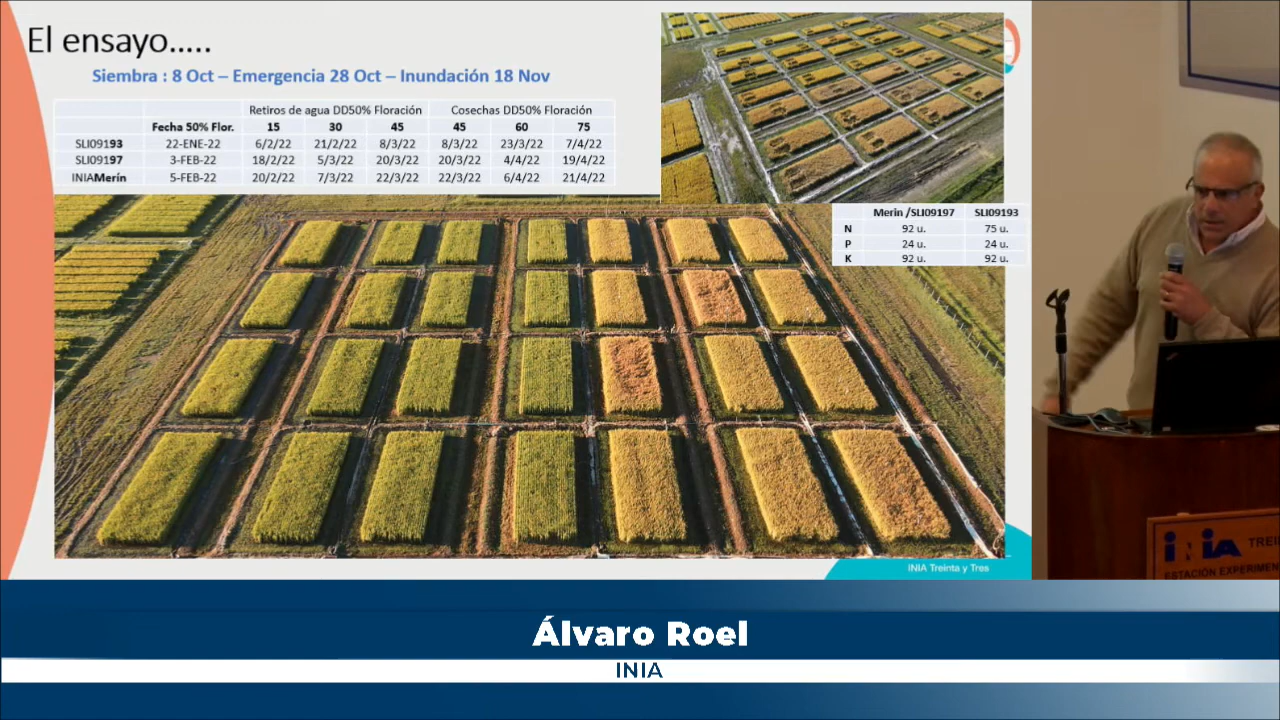 El ensayo.....
Siembra : 8 Oct – Emergencia 28 Oct – Inundación 18 Nov
Retiros de agua DD50% Floración Cosechas DD50% Floración
Fecha 50% Flor. 15 30 45 45 60 75
SLI09193 22-ENE-22 6/2/22 21/2/22 8/3/22 8/3/22 23/3/22 7/4/22
SLI09197 3-FEB-22 18/2/22 5/3/22 20/3/22 20/3/22 4/4/22 19/4/22
INIAMerín 5-FEB-22 20/2/22 7/3/22 22/3/22 22/3/22 6/4/22 21/4/22
Merin /SLI09197 SLI09193
N 92 u. 75 u.
P 24 u. 24 u.
K 92 u. 92 u.
INIA Treinta y Tres
INIA TREIN
ESTACIÓN EXPERIMEN
Álvaro Roel
INIA